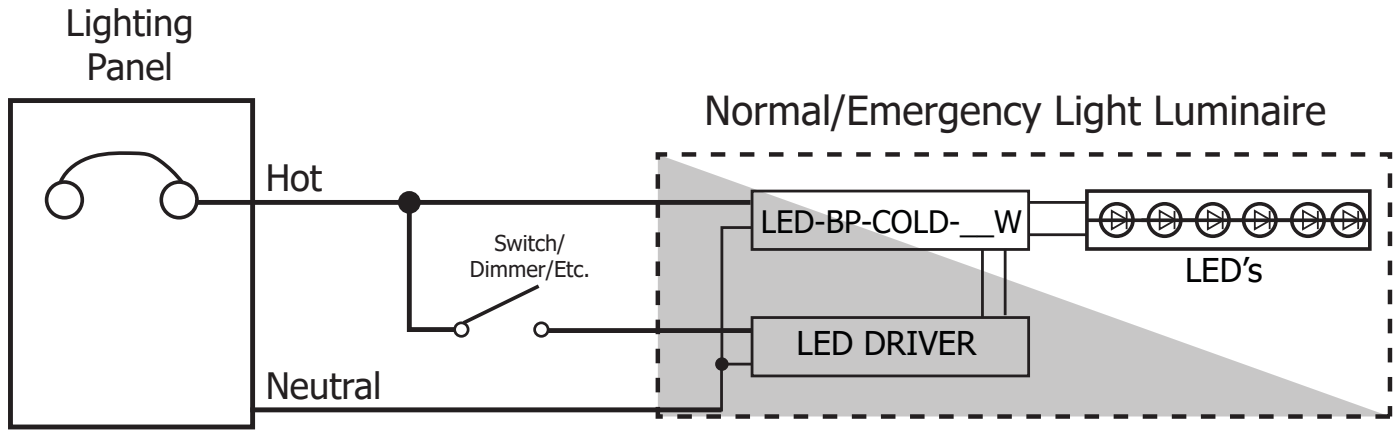 Lighting
Panel
Normal/Emergency Light Luminaire
Hot
LED-BP-COLD-__W
Switch/
Dimmer/Etc.
LED's
LED DRIVER
Neutral